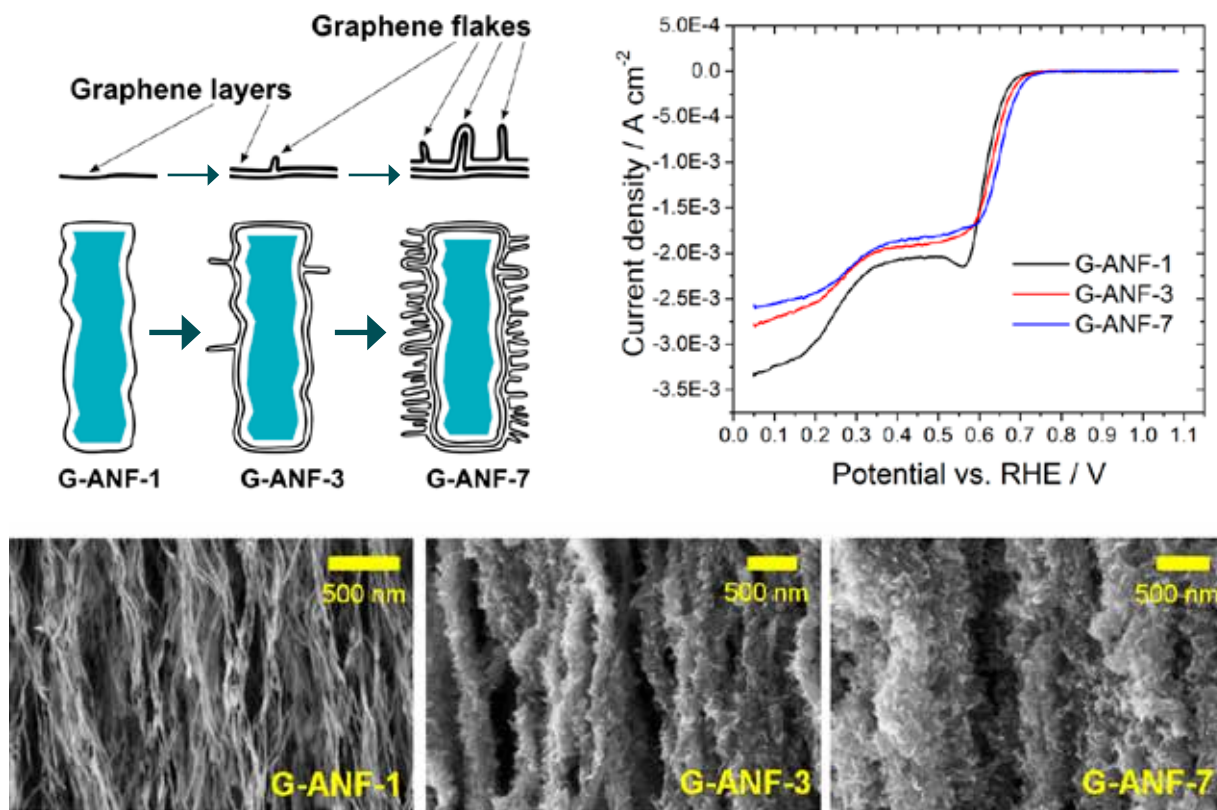 Graphene flakes
Graphene layers
G-ANF-1
G-ANF-3
G-ANF-7
5.0E-4
0.0
-5.0E-4
-1.0E-3
-1.5E-3
-2.0E-3
-2.5E-3
-3.0E-3
-3.5E-3
Current density / A cm⁻²
G-ANF-1
G-ANF-3
G-ANF-7
0.0 0.1 0.2 0.3 0.4 0.5 0.6 0.7 0.8 0.9 1.0 1.1
Potential vs. RHE / V
500 nm
G-ANF-1
500 nm
G-ANF-3
500 nm
G-ANF-7